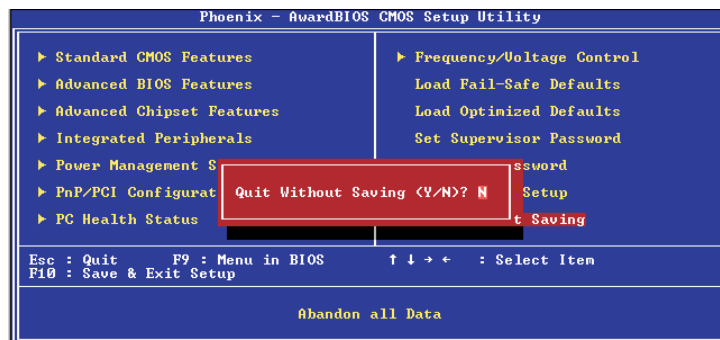 Phoenix - AwardBIOS CMOS Setup Utility
► Standard CMOS Features
► Advanced BIOS Features
► Advanced Chipset Features
► Integrated Peripherals
► Power Management S
► PnP/PCI Configurat
► PC Health Status
► Frequency/Voltage Control
Load Fail-Safe Defaults
Load Optimized Defaults
Set Supervisor Password
ssword
Setup
t Saving
Quit Without Saving (Y/N)? N
Esc : Quit F9 : Menu in BIOS ↑ ↓ → ← : Select Item
F10 : Save & Exit Setup
Abandon all Data